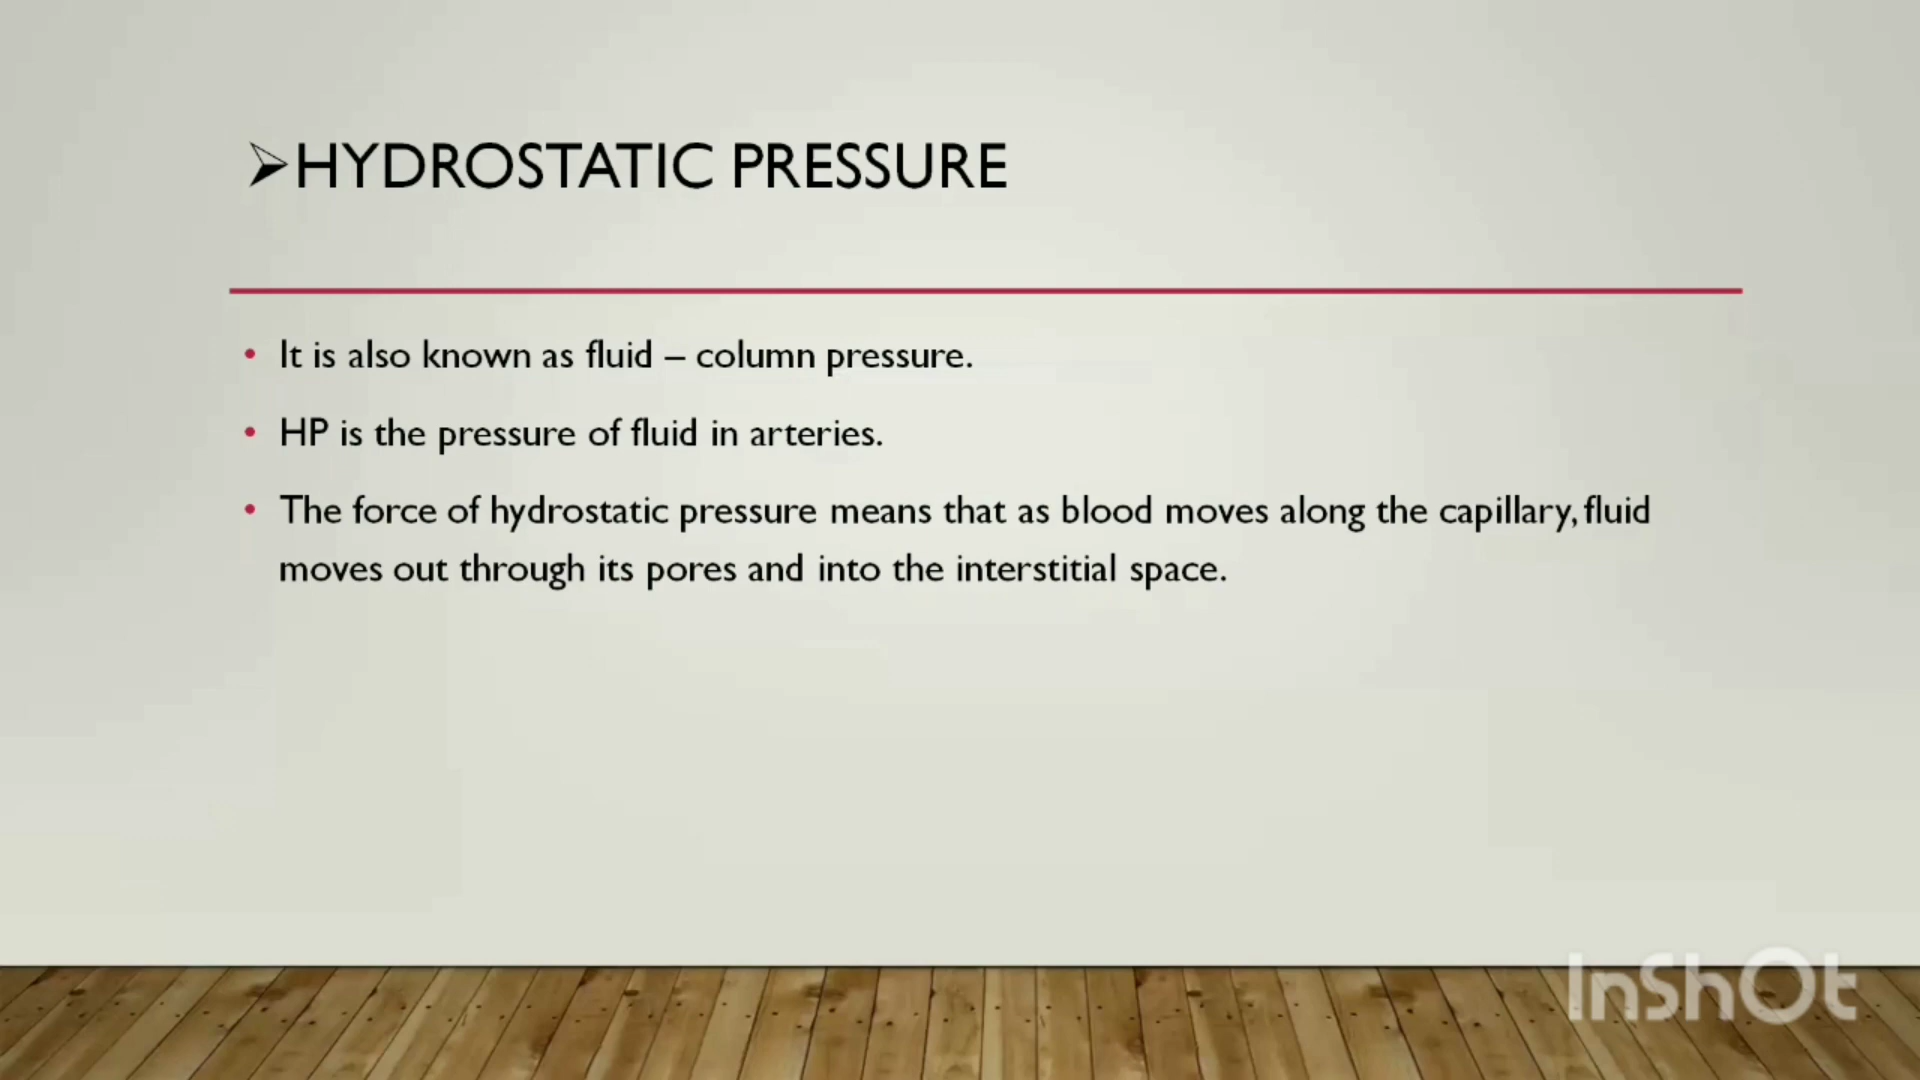 ➢HYDROSTATIC PRESSURE
• It is also known as fluid – column pressure.
• HP is the pressure of fluid in arteries.
• The force of hydrostatic pressure means that as blood moves along the capillary, fluid
moves out through its pores and into the interstitial space.
InShOt